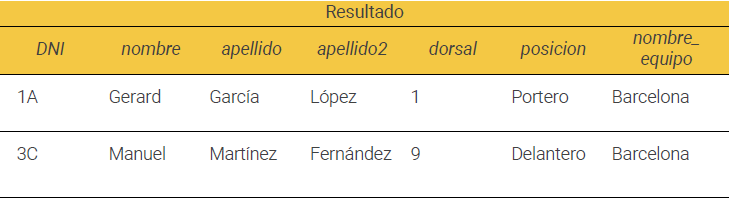 Resultado
DNI nombre apellido apellido2 dorsal posicion nombre_
equipo
1A Gerard García López 1 Portero Barcelona
3C Manuel Martínez Fernández 9 Delantero Barcelona